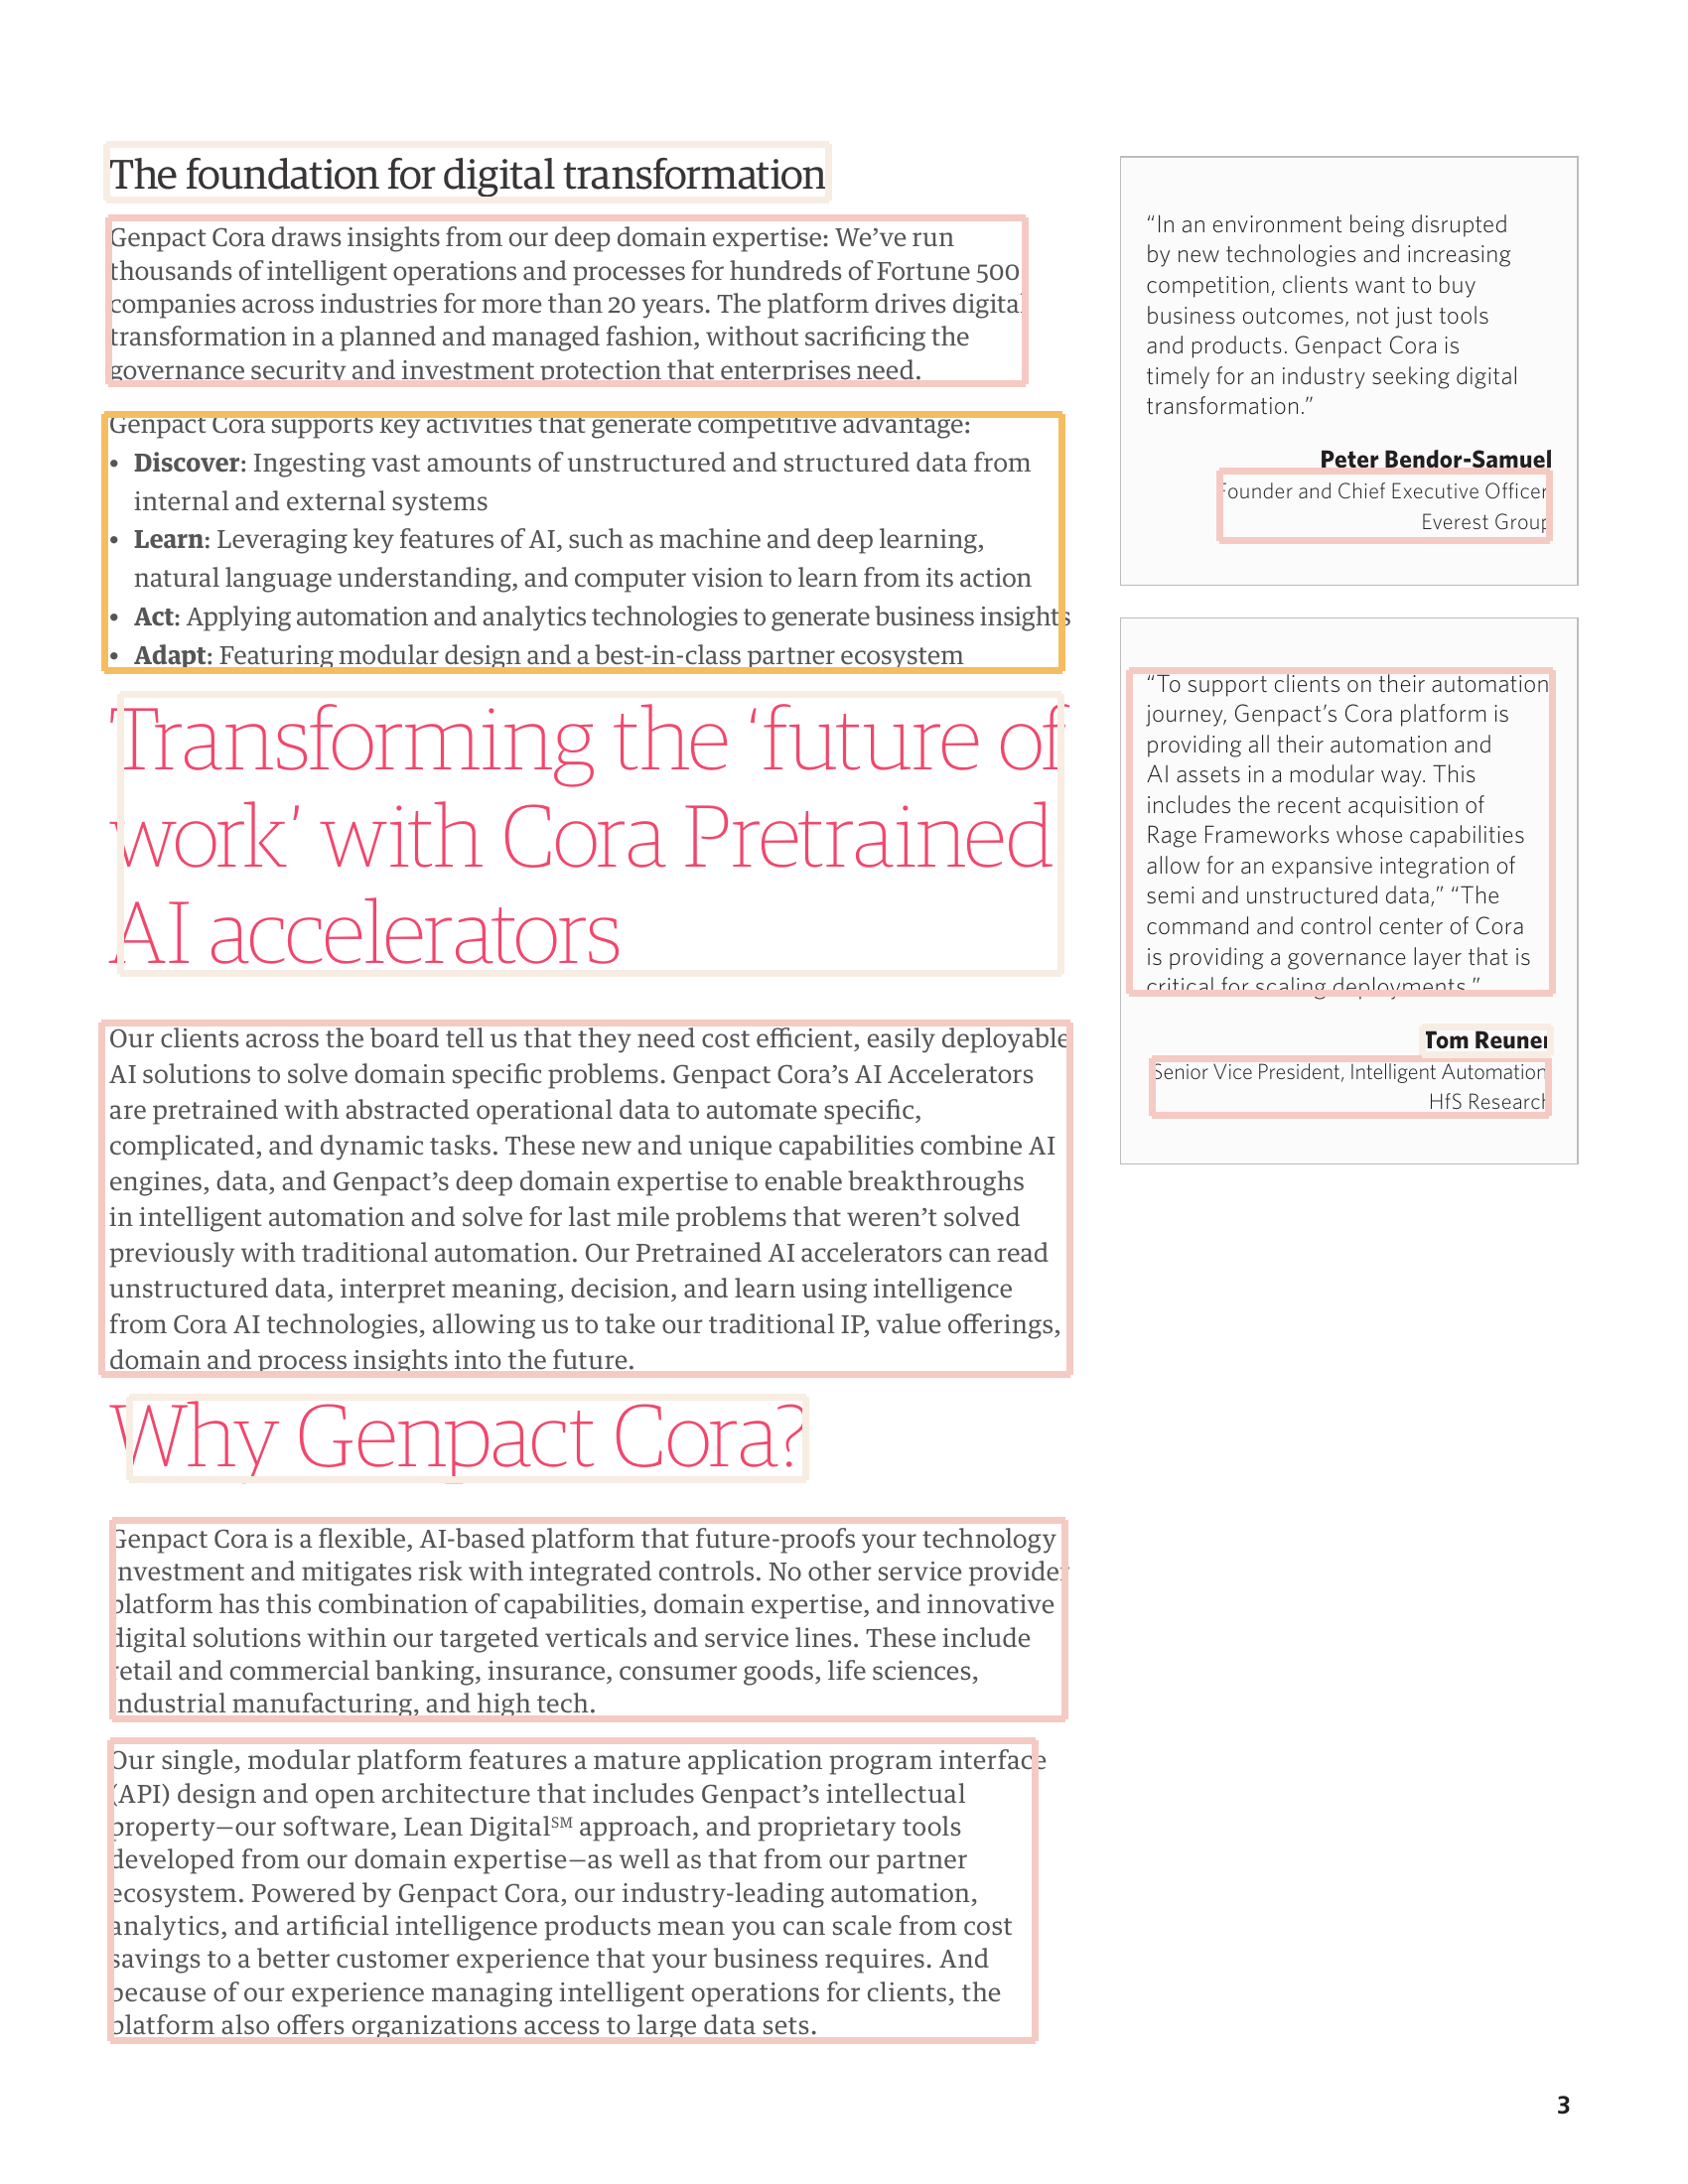 The foundation for digital transformation
Genpact Cora draws insights from our deep domain expertise: We’ve run
thousands of intelligent operations and processes for hundreds of Fortune 500
companies across industries for more than 20 years. The platform drives digital
transformation in a planned and managed fashion, without sacrificing the
governance security and investment protection that enterprises need.
Genpact Cora supports key activities that generate competitive advantage:
• Discover: Ingesting vast amounts of unstructured and structured data from
internal and external systems
• Learn: Leveraging key features of AI, such as machine and deep learning,
natural language understanding, and computer vision to learn from its action
• Act: Applying automation and analytics technologies to generate business insights
• Adapt: Featuring modular design and a best-in-class partner ecosystem
Transforming the ‘future of
work’ with Cora Pretrained
AI accelerators
Our clients across the board tell us that they need cost efficient, easily deployable
AI solutions to solve domain specific problems. Genpact Cora’s AI Accelerators
are pretrained with abstracted operational data to automate specific,
complicated, and dynamic tasks. These new and unique capabilities combine AI
engines, data, and Genpact’s deep domain expertise to enable breakthroughs
in intelligent automation and solve for last mile problems that weren’t solved
previously with traditional automation. Our Pretrained AI accelerators can read
unstructured data, interpret meaning, decision, and learn using intelligence
from Cora AI technologies, allowing us to take our traditional IP, value offerings,
domain and process insights into the future.
Why Genpact Cora?
Genpact Cora is a flexible, AI-based platform that future-proofs your technology
investment and mitigates risk with integrated controls. No other service provider
platform has this combination of capabilities, domain expertise, and innovative
digital solutions within our targeted verticals and service lines. These include
retail and commercial banking, insurance, consumer goods, life sciences,
industrial manufacturing, and high tech.
Our single, modular platform features a mature application program interface
(API) design and open architecture that includes Genpact’s intellectual
property—our software, Lean Digital℠ approach, and proprietary tools
developed from our domain expertise—as well as that from our partner
ecosystem. Powered by Genpact Cora, our industry-leading automation,
analytics, and artificial intelligence products mean you can scale from cost
savings to a better customer experience that your business requires. And
because of our experience managing intelligent operations for clients, the
platform also offers organizations access to large data sets.
“In an environment being disrupted
by new technologies and increasing
competition, clients want to buy
business outcomes, not just tools
and products. Genpact Cora is
timely for an industry seeking digital
transformation.”
Peter Bendor-Samuel
Founder and Chief Executive Officer
Everest Group
“To support clients on their automation
journey, Genpact’s Cora platform is
providing all their automation and
AI assets in a modular way. This
includes the recent acquisition of
Rage Frameworks whose capabilities
allow for an expansive integration of
semi and unstructured data,” “The
command and control center of Cora
is providing a governance layer that is
critical for scaling deployments.”
Tom Reuner
Senior Vice President, Intelligent Automation
HfS Research
3